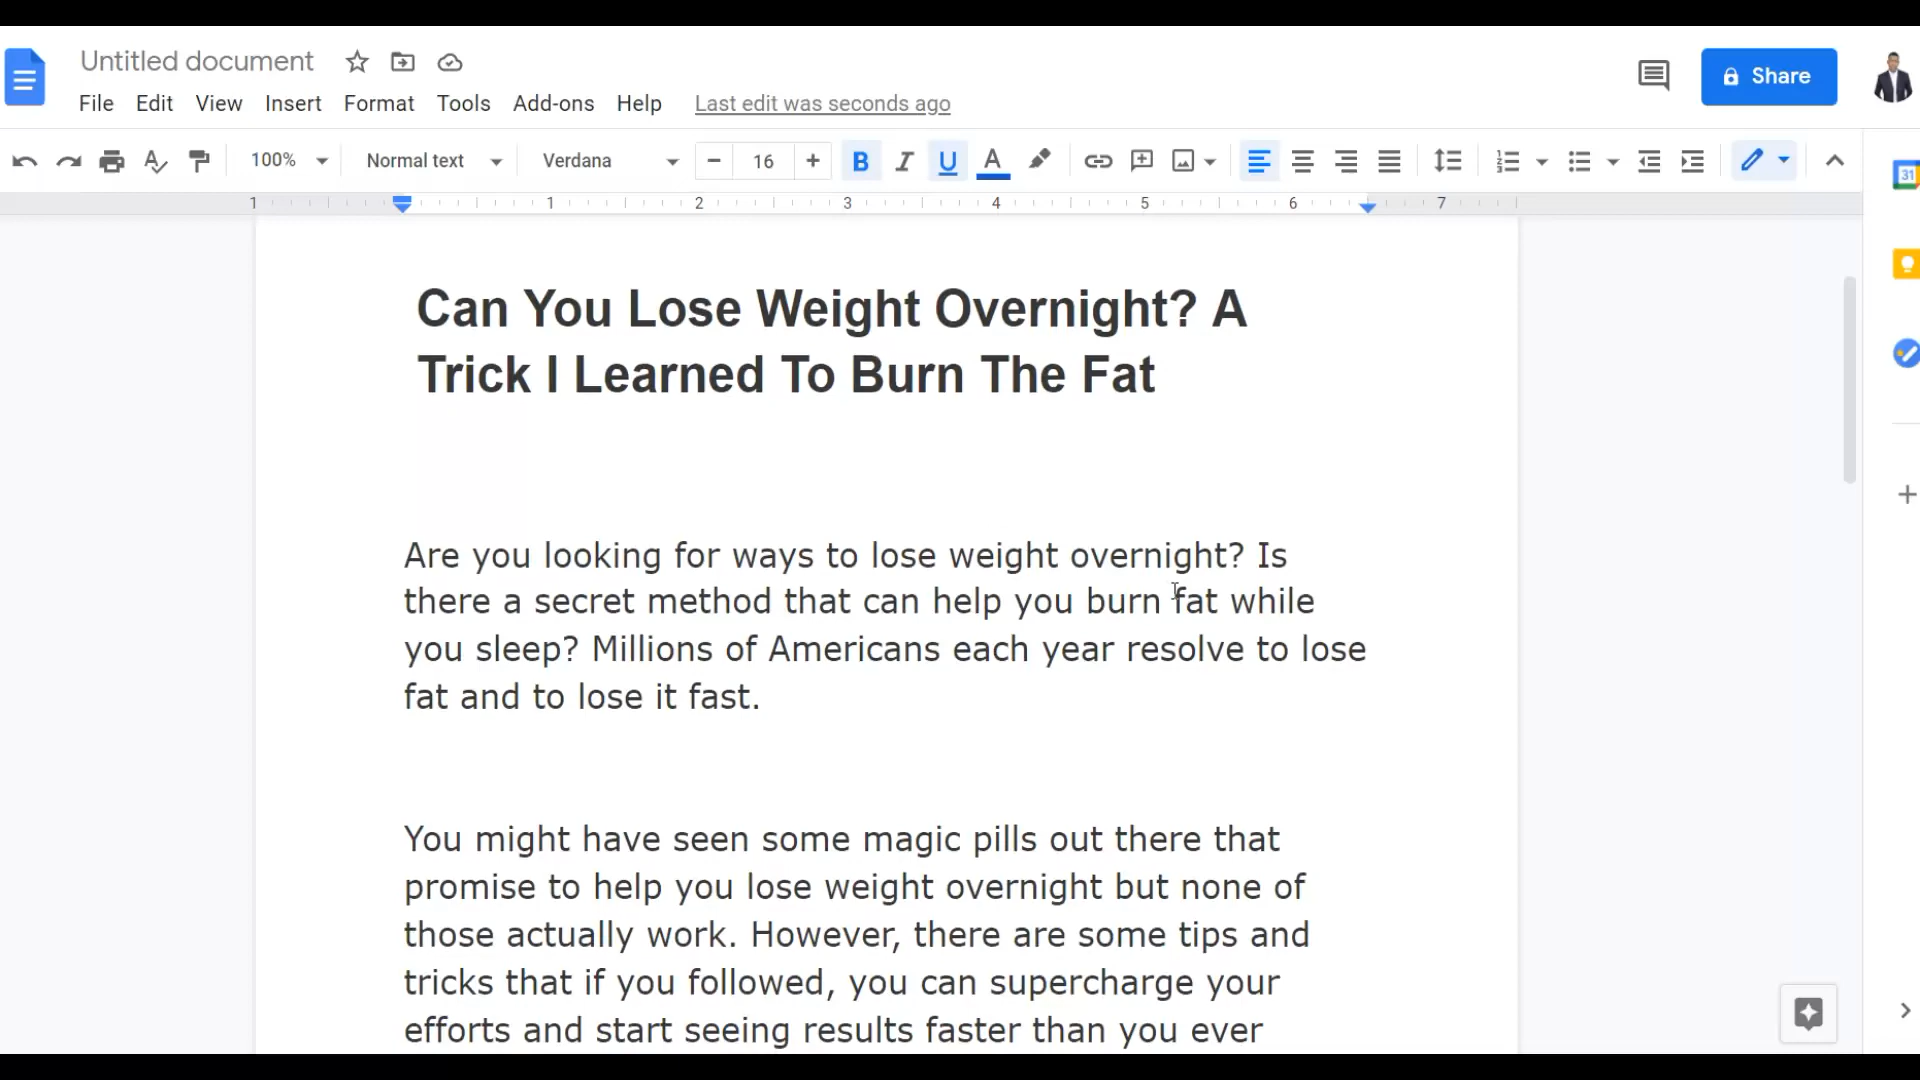 Untitled document
File Edit View Insert Format Tools Add-ons Help Last edit was seconds ago
Share
100% Normal text Verdana 16 B I U A
1 1 2 3 4 5 6 7
31
Can You Lose Weight Overnight? A
Trick I Learned To Burn The Fat
Are you looking for ways to lose weight overnight? Is
there a secret method that can help you burn fat while
you sleep? Millions of Americans each year resolve to lose
fat and to lose it fast.
You might have seen some magic pills out there that
promise to help you lose weight overnight but none of
those actually work. However, there are some tips and
tricks that if you followed, you can supercharge your
efforts and start seeing results faster than you ever